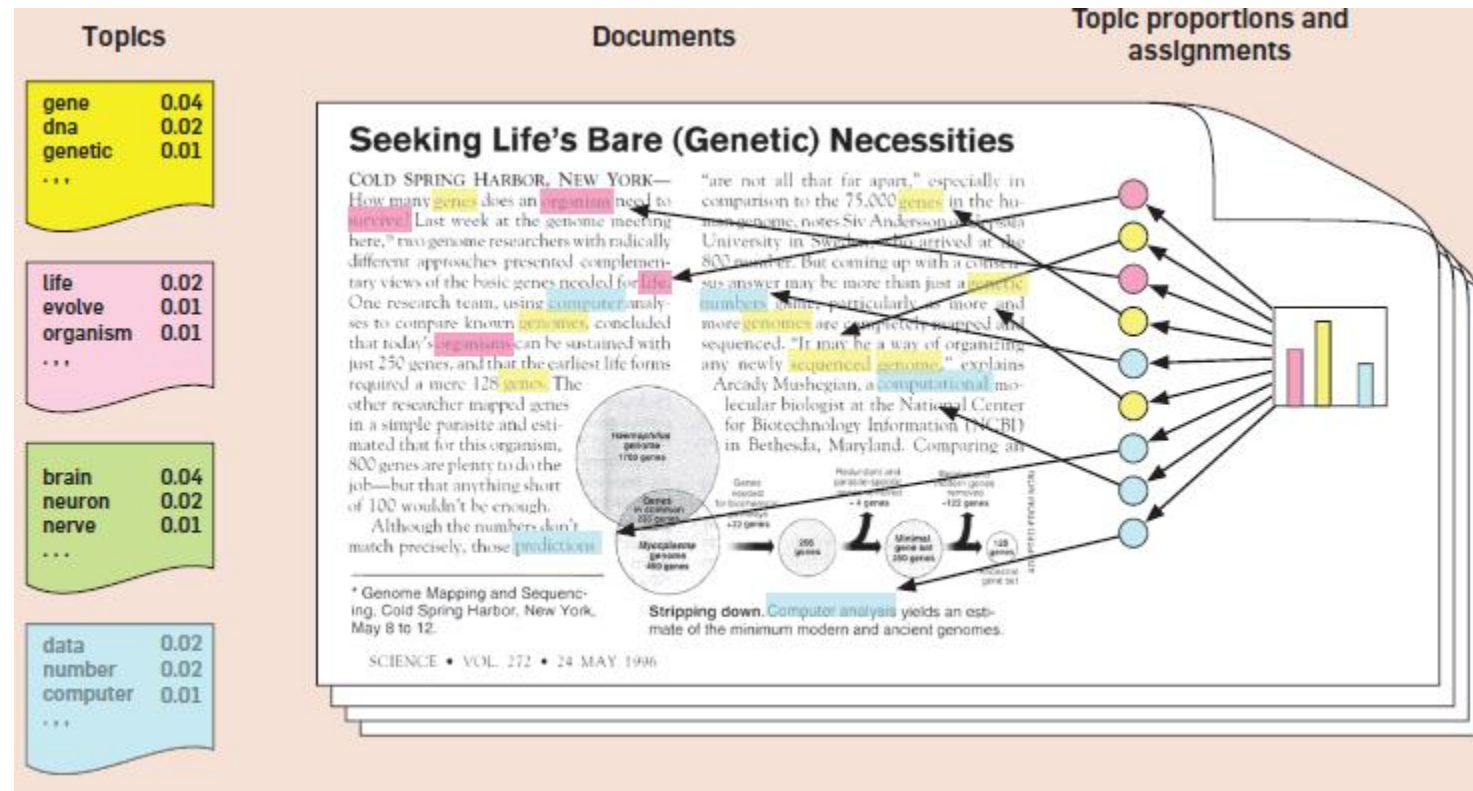 Topics
Documents
Topic proportions and
assignments
gene 0.04
dna 0.02
genetic 0.01
. . .
life 0.02
evolve 0.01
organism 0.01
. . .
brain 0.04
neuron 0.02
nerve 0.01
. . .
data 0.02
number 0.02
computer 0.01
. . .
Seeking Life's Bare (Genetic) Necessities
COLD SPRING HARBOR, NEW YORK—
How many genes does an organism need to
survive? Last week at the genome meeting
here,* two genome researchers with radically
different approaches presented complemen-
tary views of the basic genes needed for life.
One research team, using computer analy-
ses to compare known genomes, concluded
that today's organisms can be sustained with
just 250 genes, and that the earliest life forms
required a mere 128 genes. The
other researcher mapped genes
in a simple parasite and esti-
mated that for this organism,
800 genes are plenty to do the
job—but that anything short
of 100 wouldn't be enough.
Although the numbers don't
match precisely, those predictions
* Genome Mapping and Sequenc-
ing, Cold Spring Harbor, New York,
May 8 to 12.
"are not all that far apart," especially in
comparison to the 75,000 genes in the hu-
man genome, notes Siv Andersson
University in Sweden, who arrived at the
800 number. But coming up with a consen-
sus answer may be more than just a genetic
numbers game, particularly as more and
more genomes are completely mapped and
sequenced. "It may be a way of organizing
any newly sequenced genome," explains
Arcady Mushegian, a computational mo-
lecular biologist at the National Center
for Biotechnology Information (NCBI)
in Bethesda, Maryland. Comparing an
Haemophilus
genome
1700 genes
Genes
in common
Mycoplasma
genome
genes
Genes
needed
for biochemical
+22 genes
Redundant and
parasite-specific
- 4 genes
modern genes
removed
-122 genes
genes
Minimal
gene set
250 genes
128
genes
gene set
Stripping down. Computer analysis yields an esti-
mate of the minimum modern and ancient genomes.
SCIENCE • VOL. 272 • 24 MAY 1996